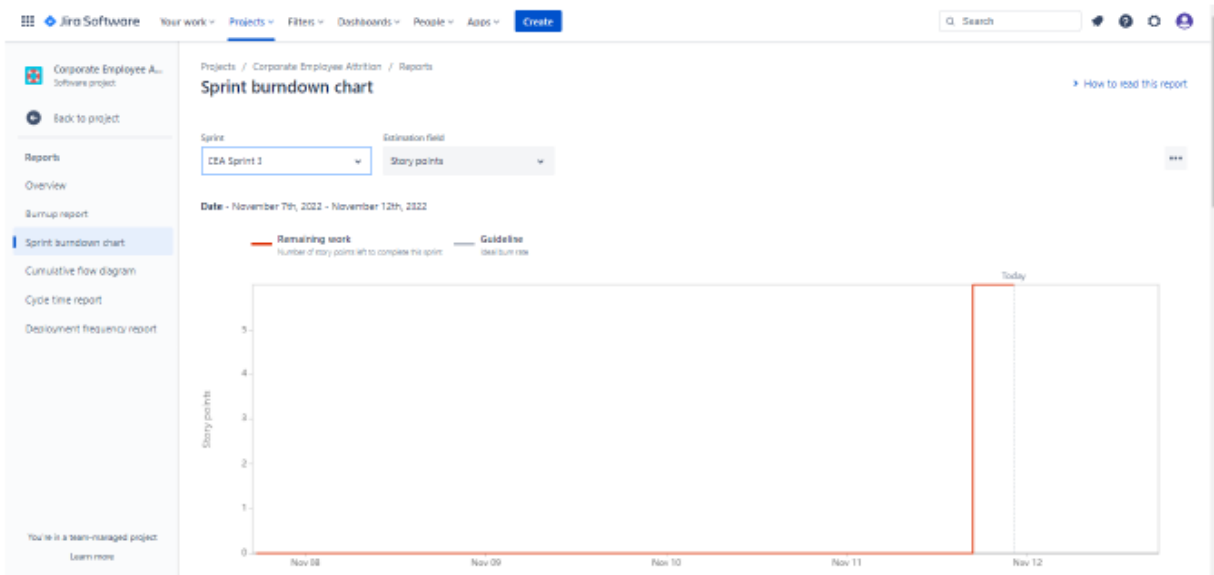 Jira Software Your work Projects Filters Dashboards People Apps Create Search
Corporate Employee A...
Software project
Back to project
Reports
Overview
Burnup report
Sprint burndown chart
Cumulative flow diagram
Cycle time report
Deployment frequency report
You're in a team-managed project
Learn more
Projects / Corporate Employee Attrition / Reports
Sprint burndown chart
How to read this report
Sprint Estimation field
CEA Sprint 3 Story points
Date - November 7th, 2022 - November 12th, 2022
Remaining work Guideline
Number of story points left to complete this sprint Ideal burn rate
Today
Story points
5
4
3
2
1
0
Nov 08 Nov 09 Nov 10 Nov 11 Nov 12